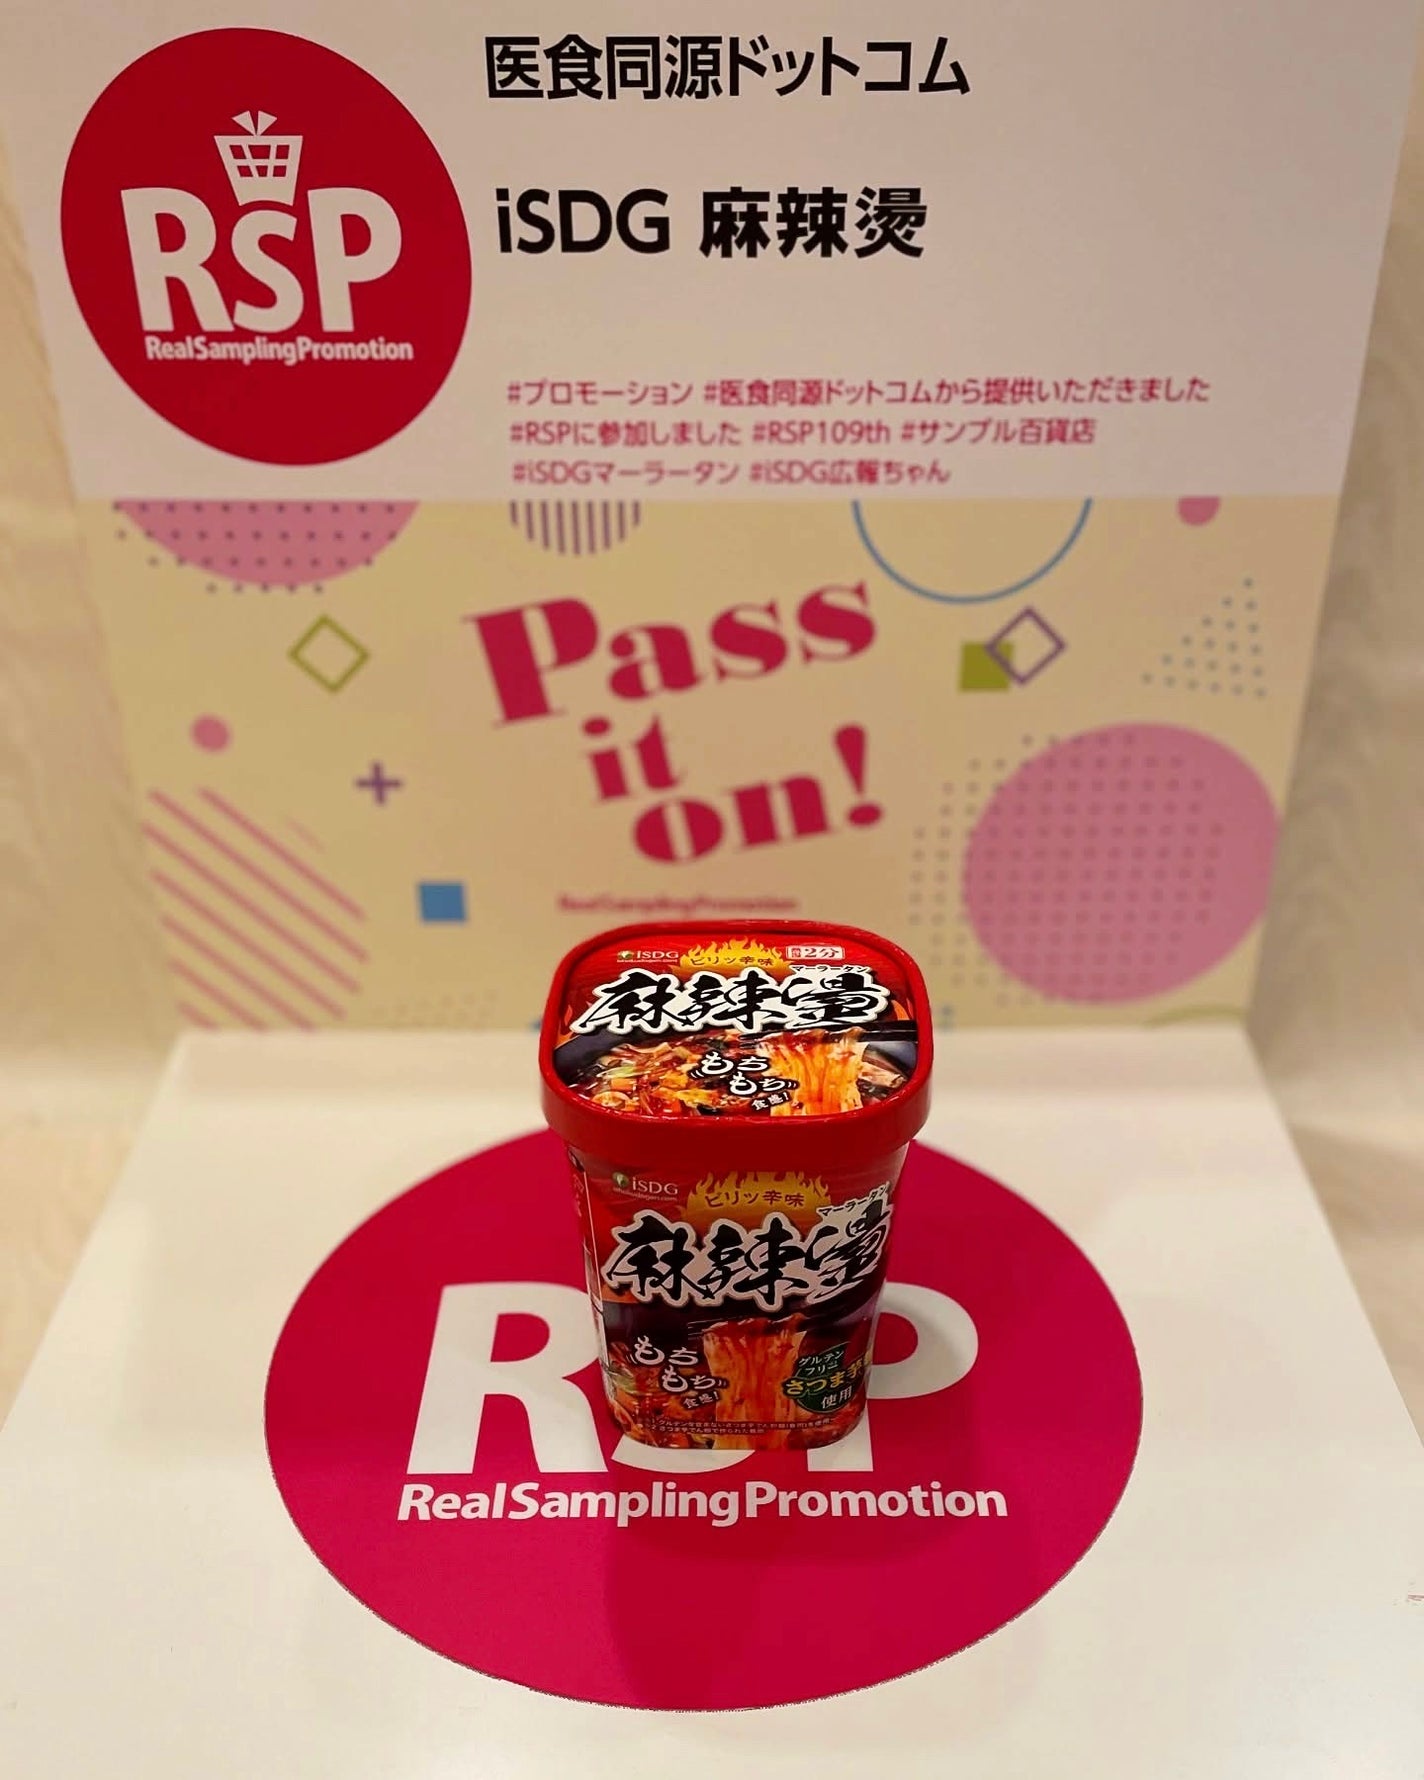 医食同源ドットコム
RSP
RealSamplingPromotion
iSDG 麻辣燙
#プロモーション #医食同源ドットコムから提供いただきました
#RSPに参加しました #RSP109th #サンプル百貨店
#iSDGマーラータン #iSDG広報ちゃん
Pass
it
on!
RealSamplingPromotion
iSDG
ピリッ辛味
2分
マーラータン
麻辣燙
もち
もち
食感!
iSDG
ピリッ辛味
マーラータン
麻辣燙
もち
もち
食感!
グルテン
フリー
さつま芋
使用
RSP
RealSamplingPromotion